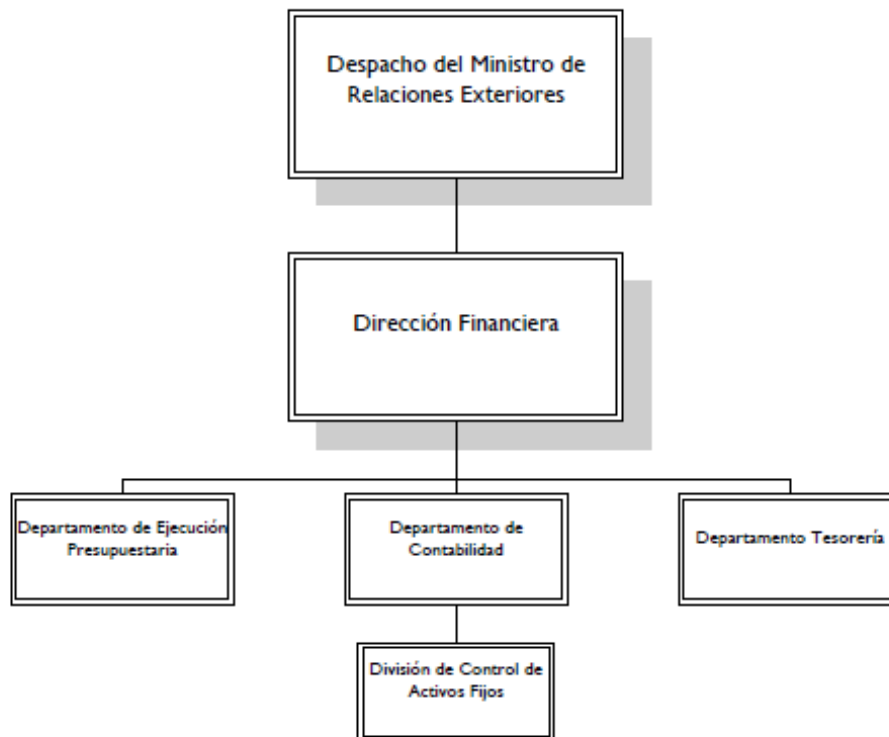 Despacho del Ministro de
Relaciones Exteriores
Dirección Financiera
Departamento de Ejecución
Presupuestaria
Departamento de
Contabilidad
Departamento Tesorería
División de Control de
Activos Fijos